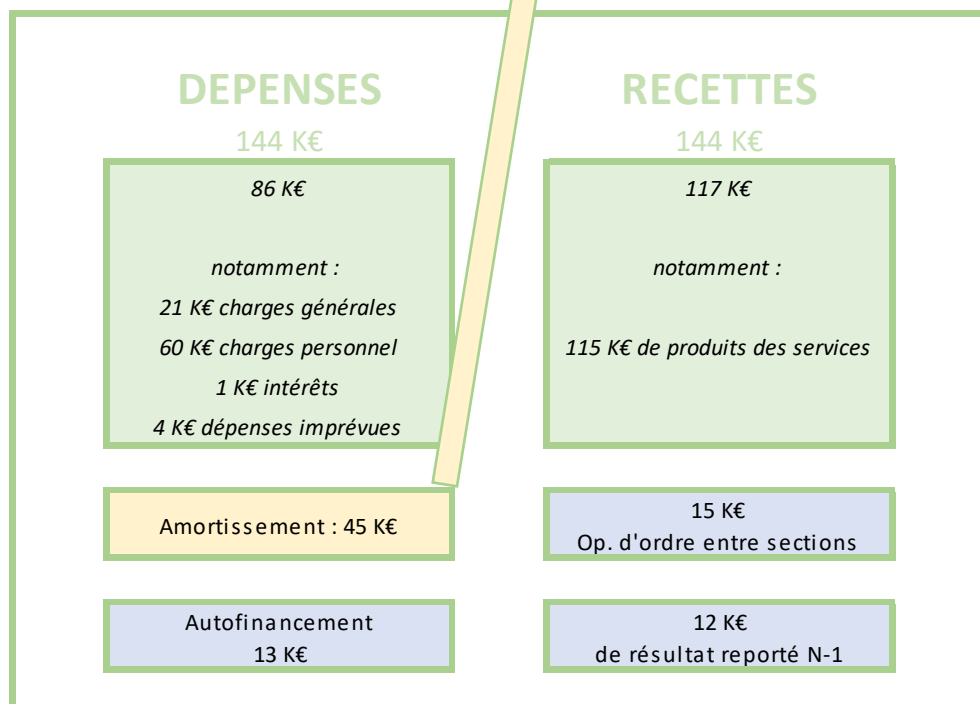 DEPENSES
144 K€
86 K€
notamment :
21 K€ charges générales
60 K€ charges personnel
1 K€ intérêts
4 K€ dépenses imprévues
Amortissement : 45 K€
Autofinancement
13 K€
RECETTES
144 K€
117 K€
notamment :
115 K€ de produits des services
15 K€
Op. d'ordre entre sections
12 K€
de résultat reporté N-1